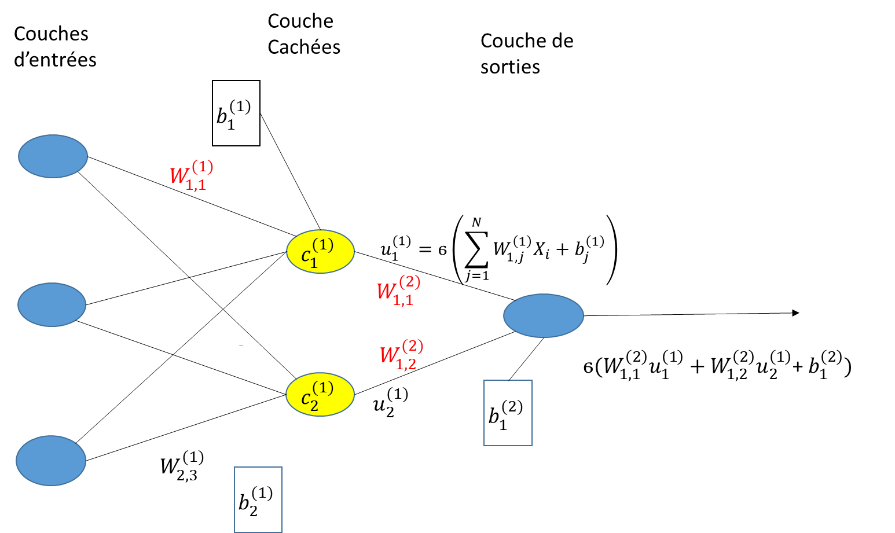 Couches
d'entrées
Couche
Cachées
Couche de
sorties
b_1^{(1)}
W_{1,1}^{(1)}
c_1^{(1)}
u_1^{(1)} = ϭ(\sum_{j=1}^{N} W_{1,j}^{(1)} X_i + b_j^{(1)})
W_{1,1}^{(2)}
W_{1,2}^{(2)}
ϭ(W_{1,1}^{(2)} u_1^{(1)} + W_{1,2}^{(2)} u_2^{(1)} + b_1^{(2)})
c_2^{(1)}
u_2^{(1)}
b_1^{(2)}
W_{2,3}^{(1)}
b_2^{(1)}